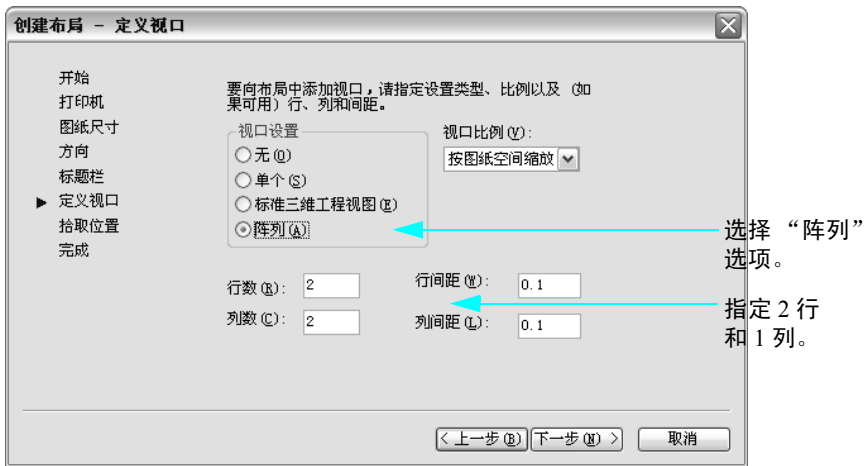 创建布局 - 定义视口
开始
打印机
图纸尺寸
方向
标题栏
定义视口
拾取位置
完成
要向布局中添加视口，请指定设置类型、比例以及（如
果可用）行、列和间距。
视口设置
无(O)
单个(S)
标准三维工程视图(E)
阵列(A)
视口比例(V):
按图纸空间缩放
行数(R): 2
行间距(W): 0.1
列数(C): 2
列间距(L): 0.1
选择 “阵列”
选项。
指定 2 行
和 1 列。
< 上一步(B)
下一步(N) >
取消